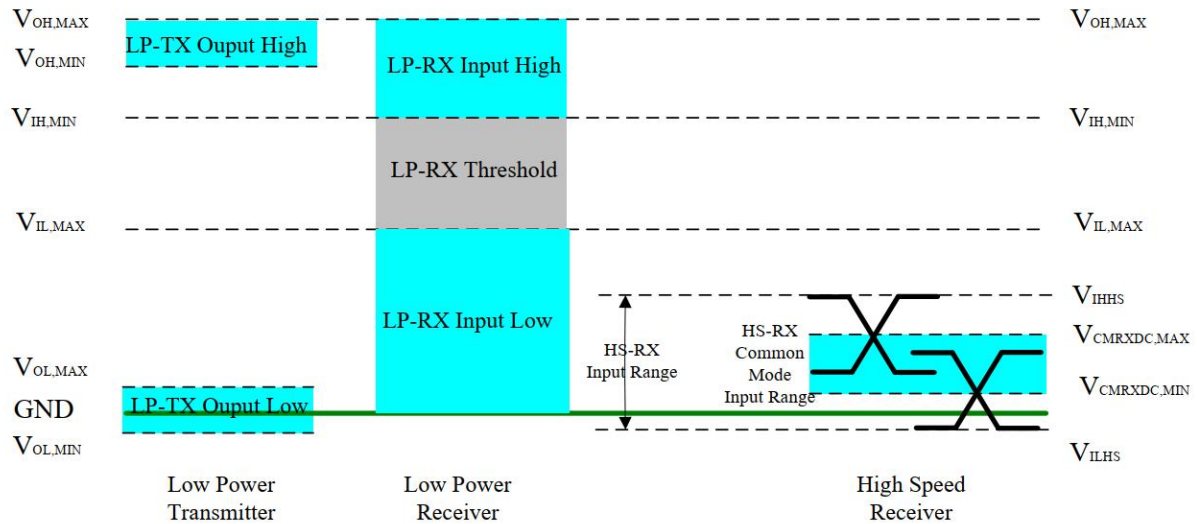 VOH,MAX
LP-TX Ouput High
VOH,MIN
LP-RX Input High
VOH,MAX
VIH,MIN
VIH,MIN
LP-RX Threshold
VIL,MAX
VIL,MAX
LP-RX Input Low
VIHHS
HS-RX
Input Range
HS-RX
Common
Mode
Input Range
VCMRXDC,MAX
VCMRXDC,MIN
VOL,MAX
GND
LP-TX Ouput Low
VOL,MIN
VILHS
Low Power
Transmitter
Low Power
Receiver
High Speed
Receiver